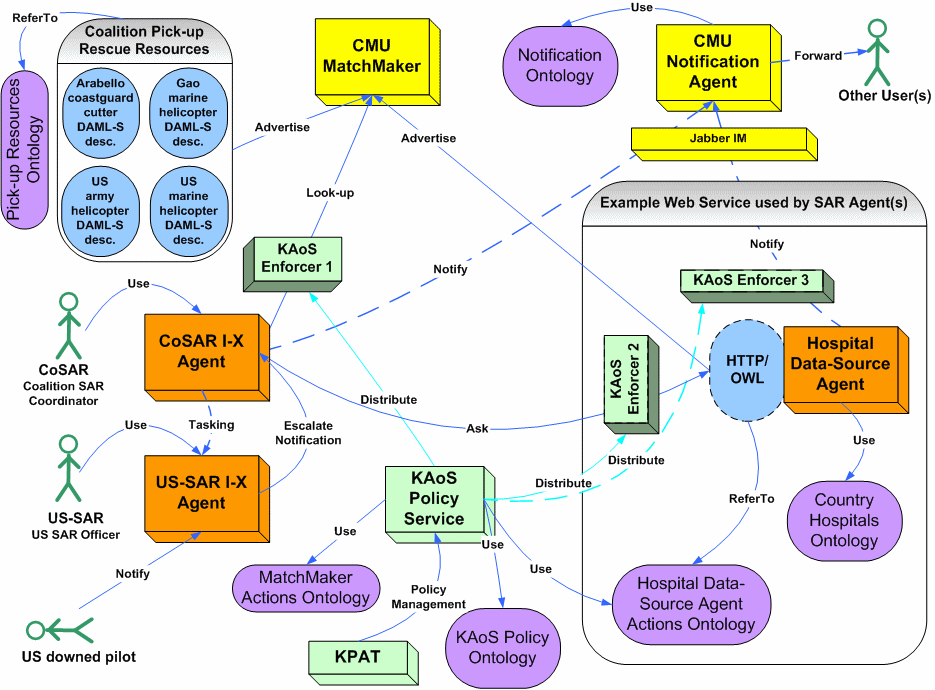 ReferTo
Coalition Pick-up
Rescue Resources
Arabello
coastguard
cutter
DAML-S
desc.
Gao
marine
helicopter
DAML-S
desc.
US
army
helicopter
DAML-S
desc.
US
marine
helicopter
DAML-S
desc.
Pick-up Resources
Ontology
CMU
MatchMaker
Advertise
Advertise
Look-up
Use
Notification
Ontology
CMU
Notification
Agent
Forward
Other User(s)
Jabber IM
Example Web Service used by SAR Agent(s)
Notify
KAoS
Enforcer 1
Notify
KAoS Enforcer 3
Use
CoSAR
Coalition SAR
Coordinator
CoSAR I-X
Agent
KAoS
Enforcer 2
HTTP/
OWL
Hospital
Data-Source
Agent
Distribute
Tasking
Escalate
Notification
Ask
Use
Use
US-SAR
US SAR Officer
US-SAR I-X
Agent
KAoS
Policy
Service
Distribute
Distribute
ReferTo
Country
Hospitals
Ontology
Use
Use
Use
Notify
MatchMaker
Actions Ontology
Policy
Management
Hospital Data-
Source Agent
Actions Ontology
KAoS Policy
Ontology
KPAT
US downed pilot